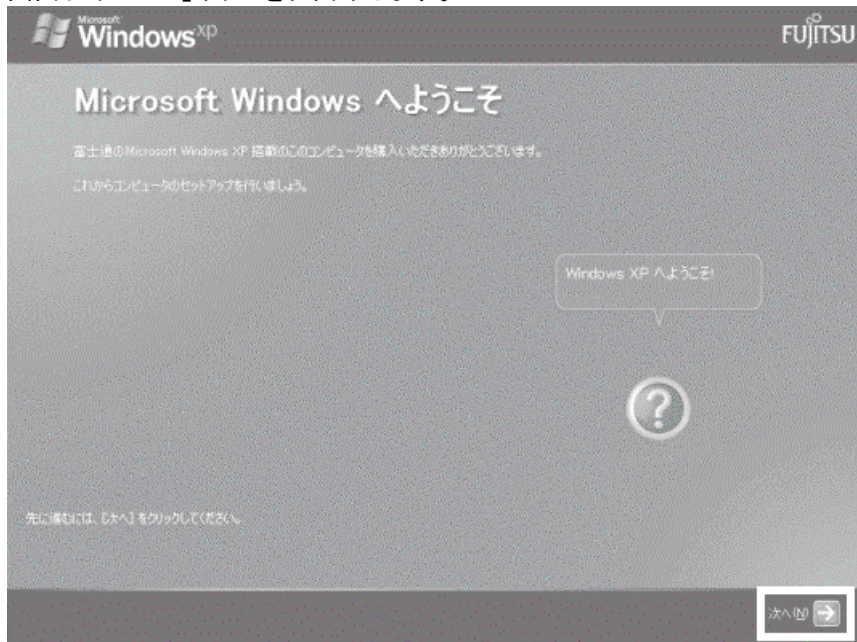 Microsoft
Windows xp
FUJITSU
Microsoft Windows へようこそ
富士通のMicrosoft Windows XP 搭載のこのコンピュータを購入いただきありがとうございます。
これからコンピュータのセットアップを行いましょう。
Windows XP へようこそ!
先に進むには、[次へ] をクリックしてください。
次へ(N)